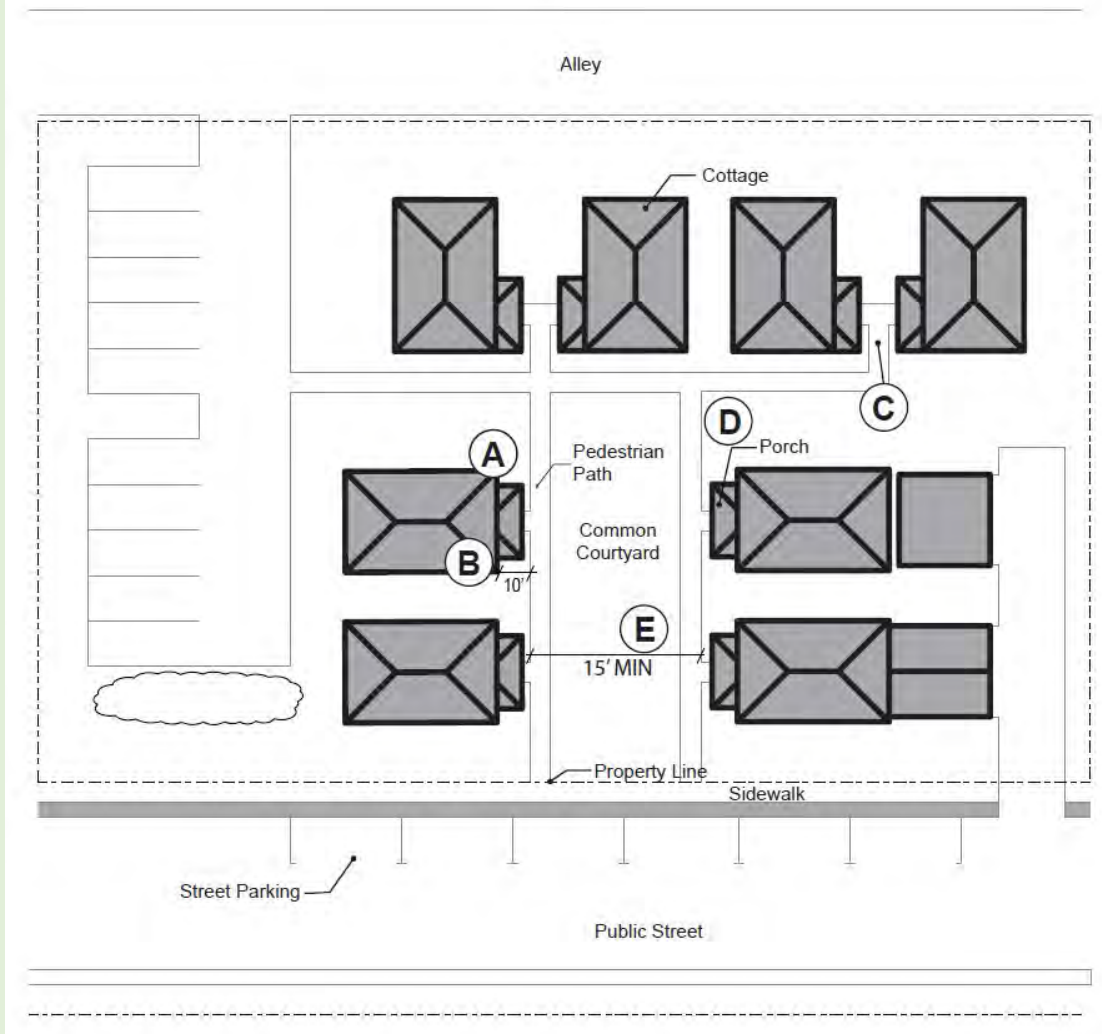 Alley
Cottage
C
D
A
Porch
Pedestrian
Path
Common
Courtyard
B
10'
E
15' MIN
Property Line
Sidewalk
Street Parking
Public Street